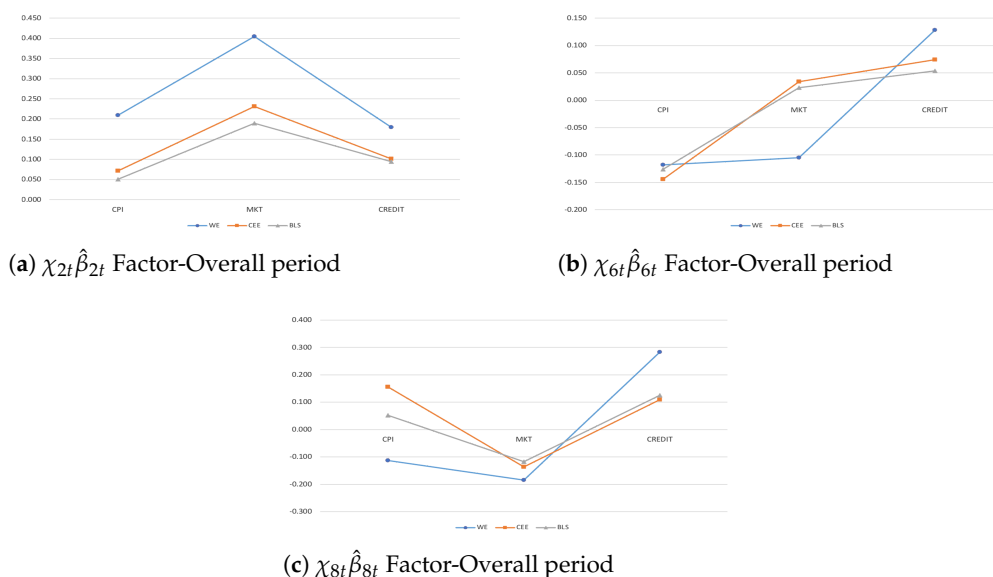 0.450
0.400
0.350
0.300
0.250
0.200
0.150
0.100
0.050
0.000
CPI MKT CREDIT
WE CEE BLS
(a) χ₂ₜβ̂₂ₜ Factor-Overall period
0.150
0.100
0.050
0.000
-0.050
-0.100
-0.150
-0.200
CPI MKT CREDIT
WE CEE BLS
(b) χ₆ₜβ̂₆ₜ Factor-Overall period
0.400
0.300
0.200
0.100
0.000
-0.100
-0.200
-0.300
CPI MKT CREDIT
WE CEE BLS
(c) χ₈ₜβ̂₈ₜ Factor-Overall period